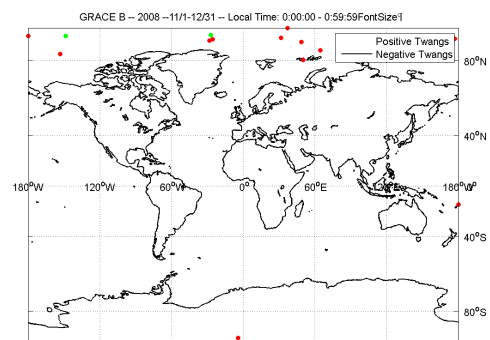 GRACE B -- 2008 --11/1-12/31 -- Local Time: 0:00:00 - 0:59:59FontSize
Positive Twangs
Negative Twangs
80°N
40°N
180°W 120°W 60°W 0° 60°E 120°E 180°W
40°S
80°S